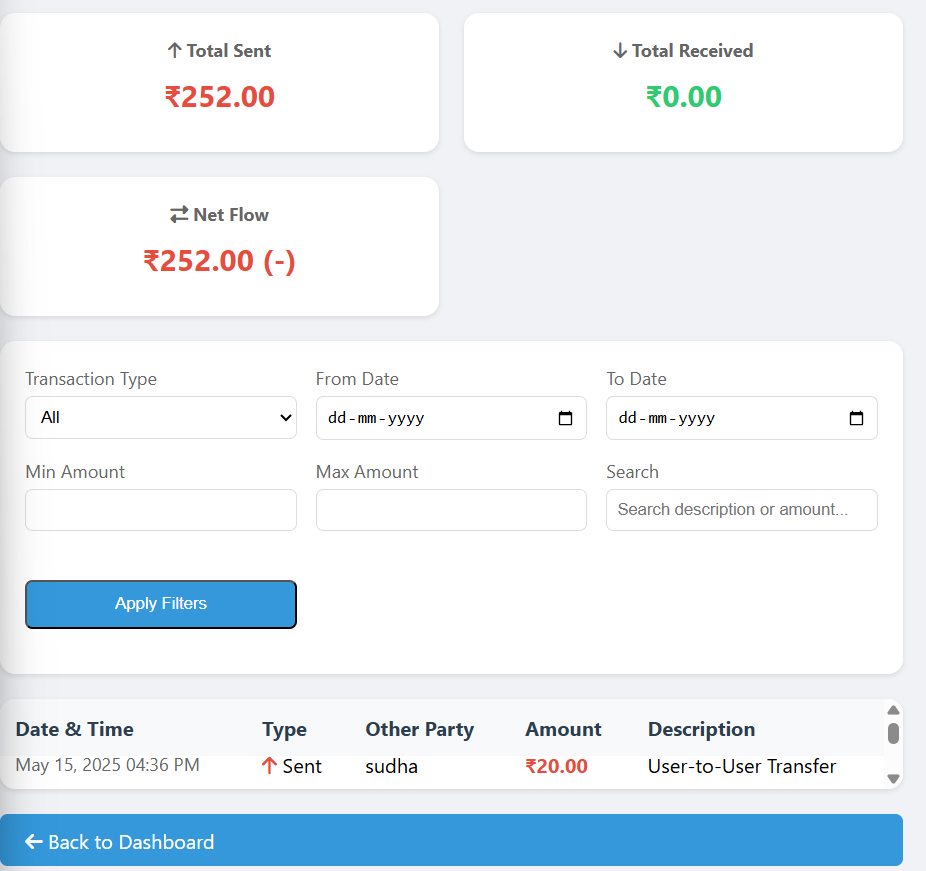 Total Sent
₹252.00
Total Received
₹0.00
Net Flow
₹252.00 (-)
Transaction Type From Date To Date
All dd-mm-yyyy dd-mm-yyyy
Min Amount Max Amount Search
Search description or amount...
Apply Filters
Date & Time Type Other Party Amount Description
May 15, 2025 04:36 PM Sent sudha ₹20.00 User-to-User Transfer
Back to Dashboard